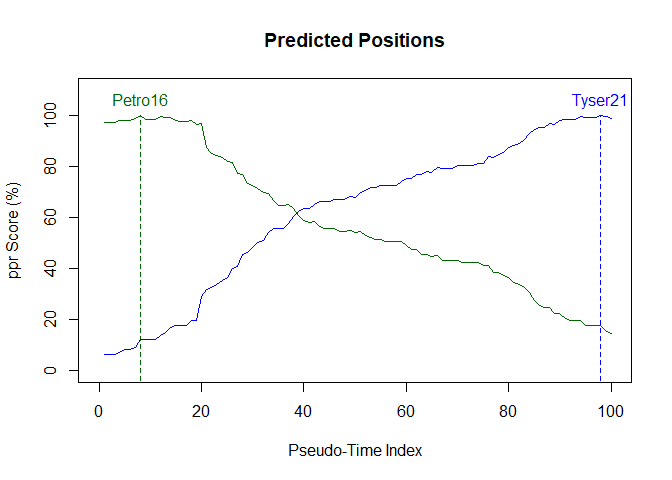 Predicted Positions
Petro16 Tyser21
100
80
60
40
20
0
ppr Score (%)
0 20 40 60 80 100
Pseudo-Time Index